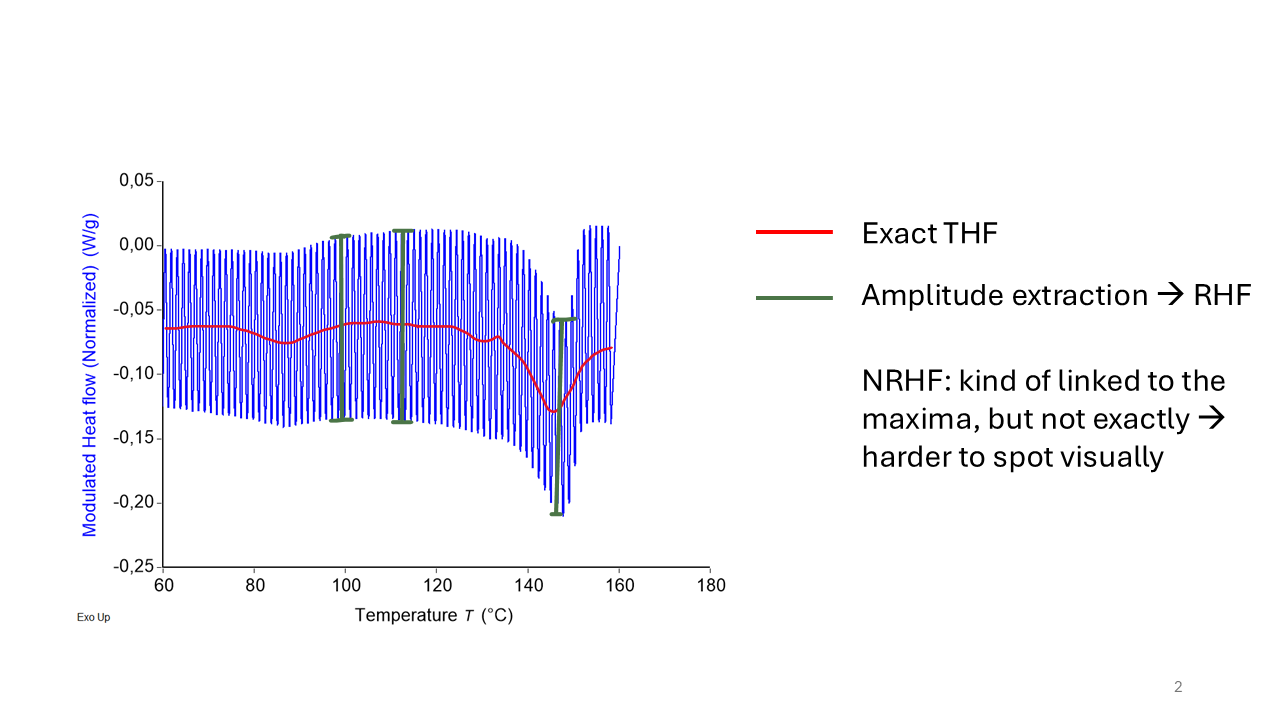 0,05
0,00
-0,05
-0,10
-0,15
-0,20
-0,25
60 80 100 120 140 160 180
Modulated Heat flow (Normalized) (W/g)
Temperature T (°C)
Exo Up
Exact THF
Amplitude extraction → RHF
NRHF: kind of linked to the
maxima, but not exactly →
harder to spot visually
2